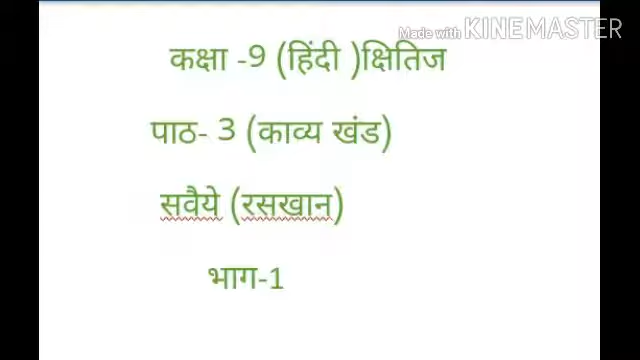 Made with KINEMASTER
कक्षा -9 (हिंदी )क्षितिज
पाठ- 3 (काव्य खंड)
सवैये (रसखान)
भाग-1